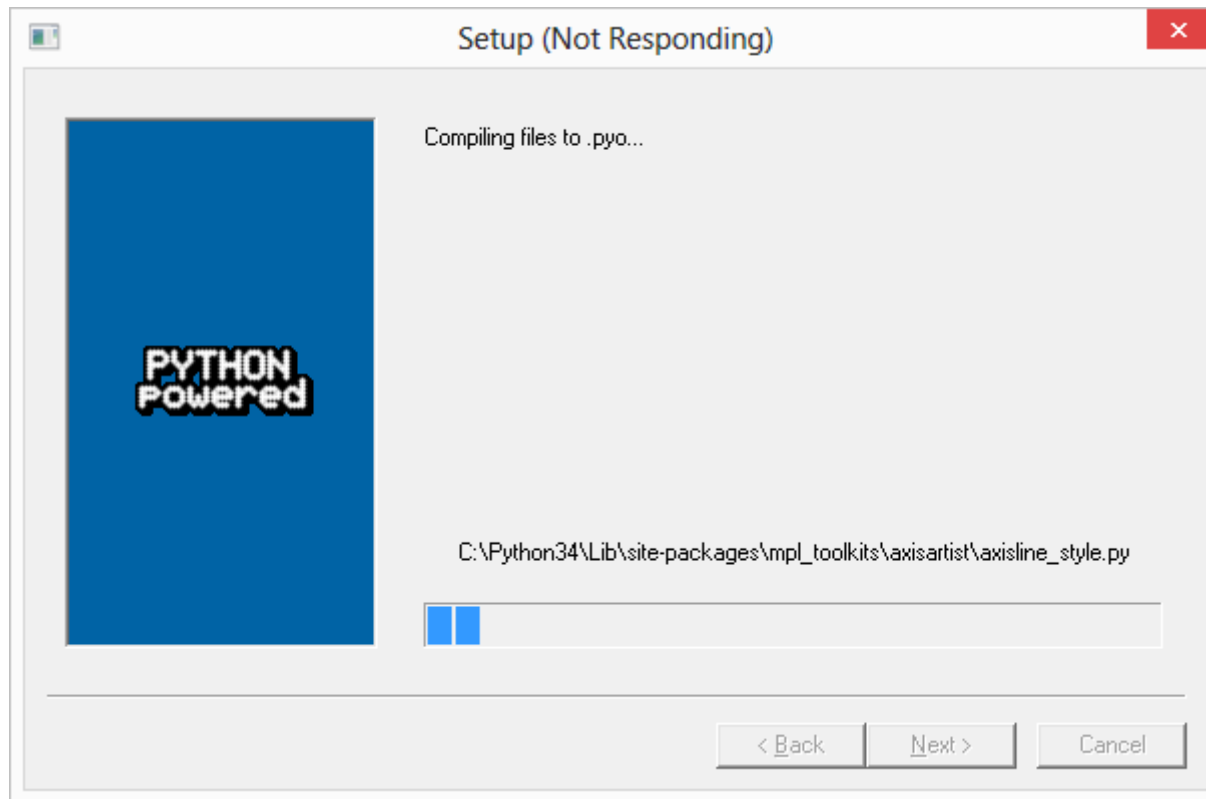 Setup (Not Responding)
Compiling files to .pyo...
PYTHON
powered
C:\Python34\Lib\site-packages\mpl_toolkits\axisartist\axisline_style.py
< Back
Next >
Cancel